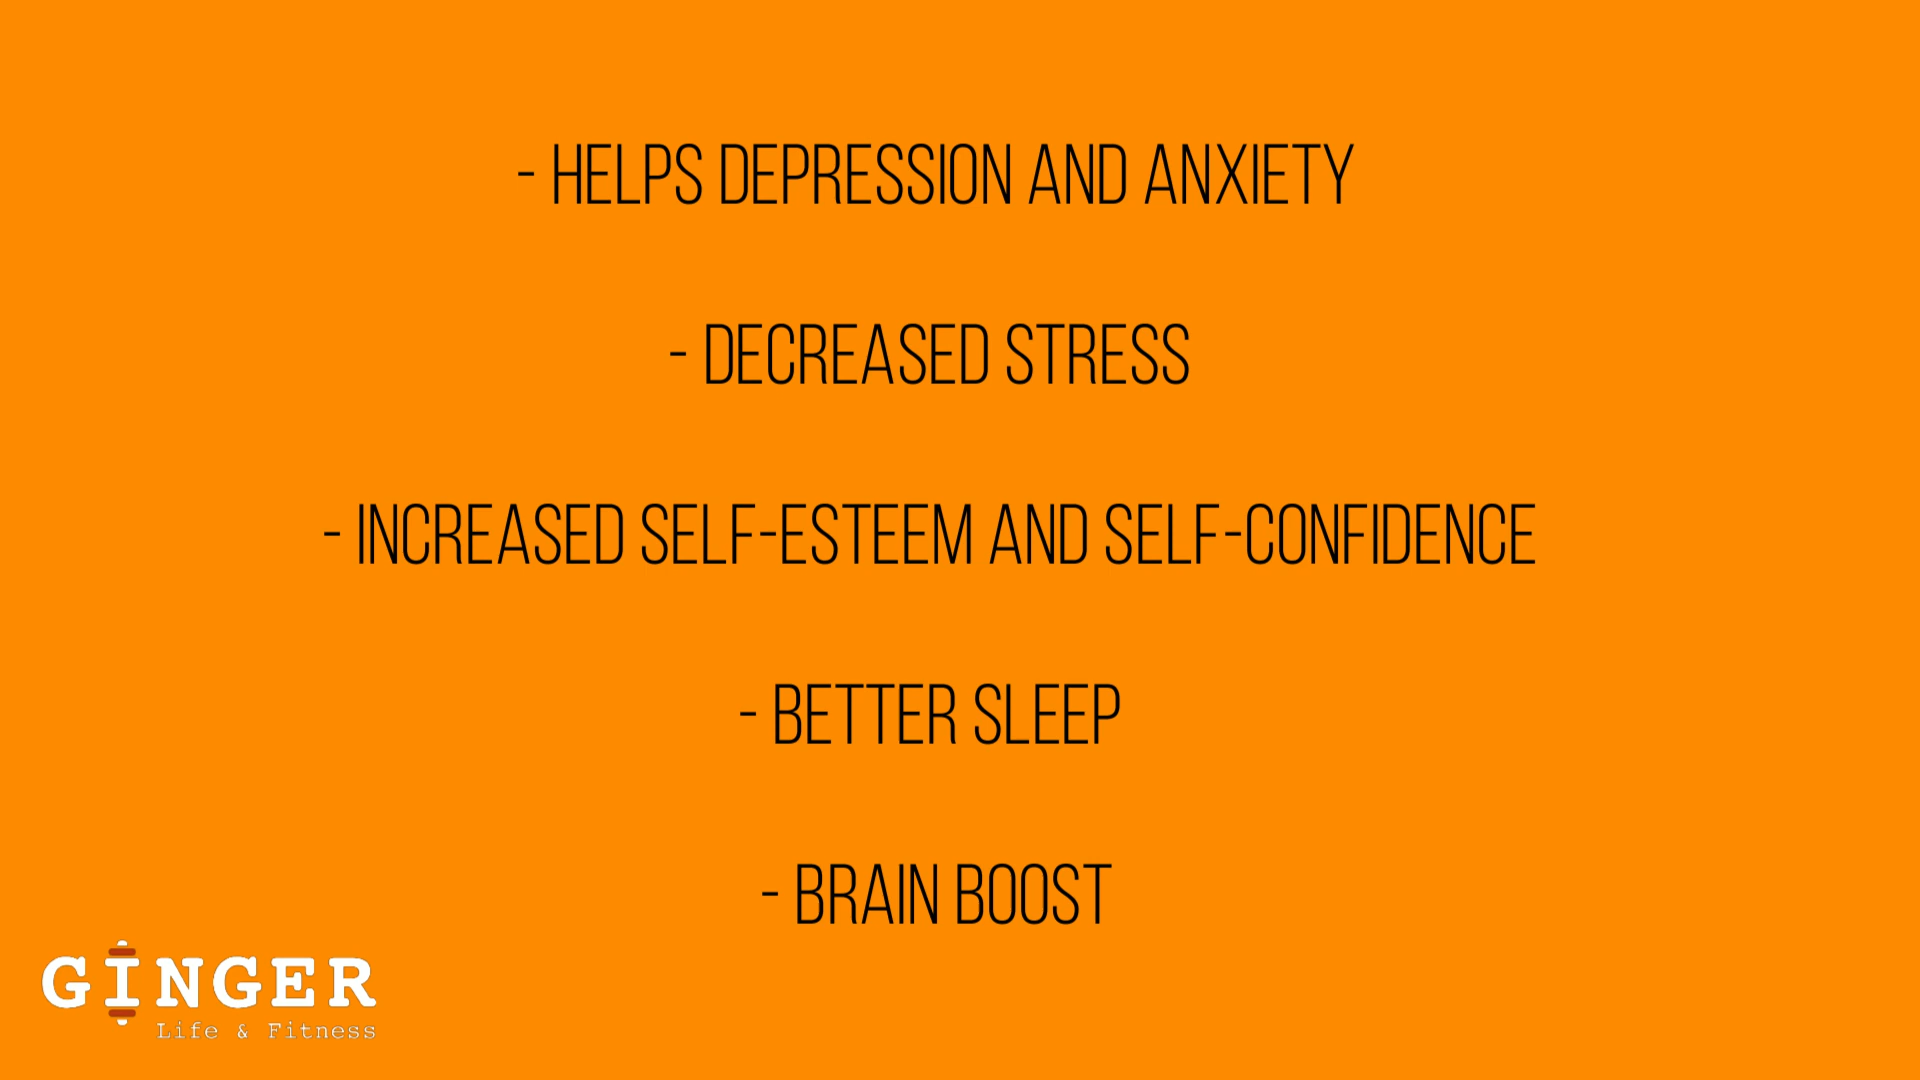 - HELPS DEPRESSION AND ANXIETY
- DECREASED STRESS
- INCREASED SELF-ESTEEM AND SELF-CONFIDENCE
- BETTER SLEEP
- BRAIN BOOST
GINGER
Life & Fitness